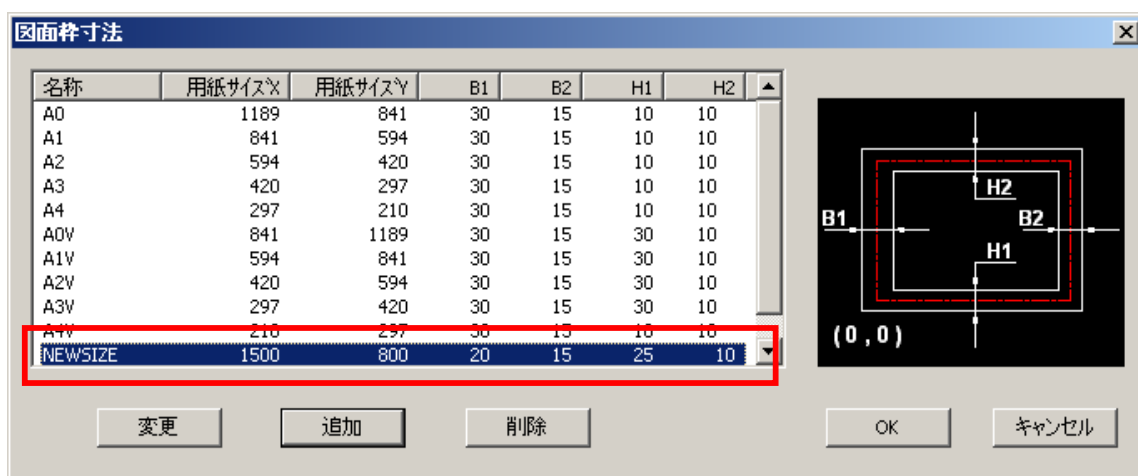 図面枠寸法
名称 用紙サイズX 用紙サイズY B1 B2 H1 H2
A0 1189 841 30 15 10 10
A1 841 594 30 15 10 10
A2 594 420 30 15 10 10
A3 420 297 30 15 10 10
A4 297 210 30 15 10 10
A0V 841 1189 30 15 30 10
A1V 594 841 30 15 30 10
A2V 420 594 30 15 30 10
A3V 297 420 30 15 30 10
A4V 210 297 30 15 10 10
NEWSIZE 1500 800 20 15 25 10
H2
B1 B2
H1
(0,0)
変更 追加 削除 OK キャンセル